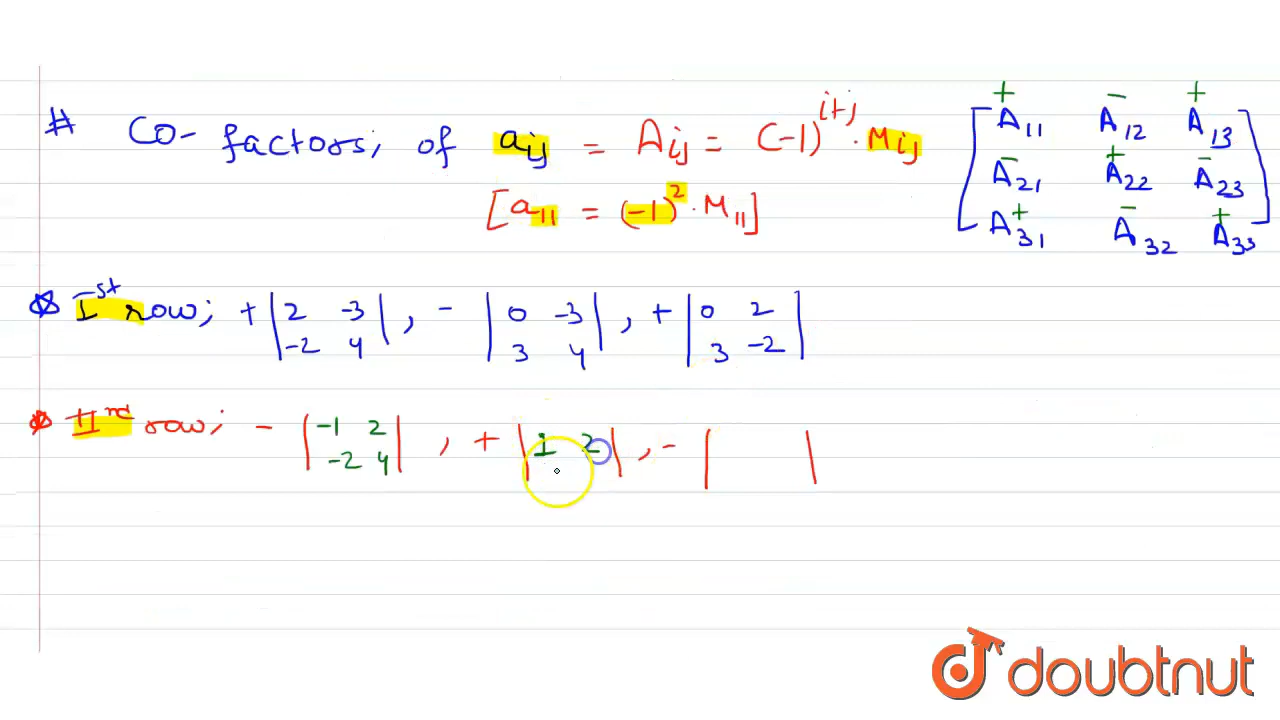 # Co-factors; of aij = Aij = (-1)^(i+j) . Mij
[a11 = (-1)^2 . M11]
+ - +
A11 A12 A13
- + -
A21 A22 A23
+ - +
A31 A32 A33
Ist row; + |2 -3|, - |0 -3|, + |0 2|
|-2 4| |3 4| |3 -2|
IInd row; - |-1 2|, + |1 2|, - | |
|-2 4|
doubtnut